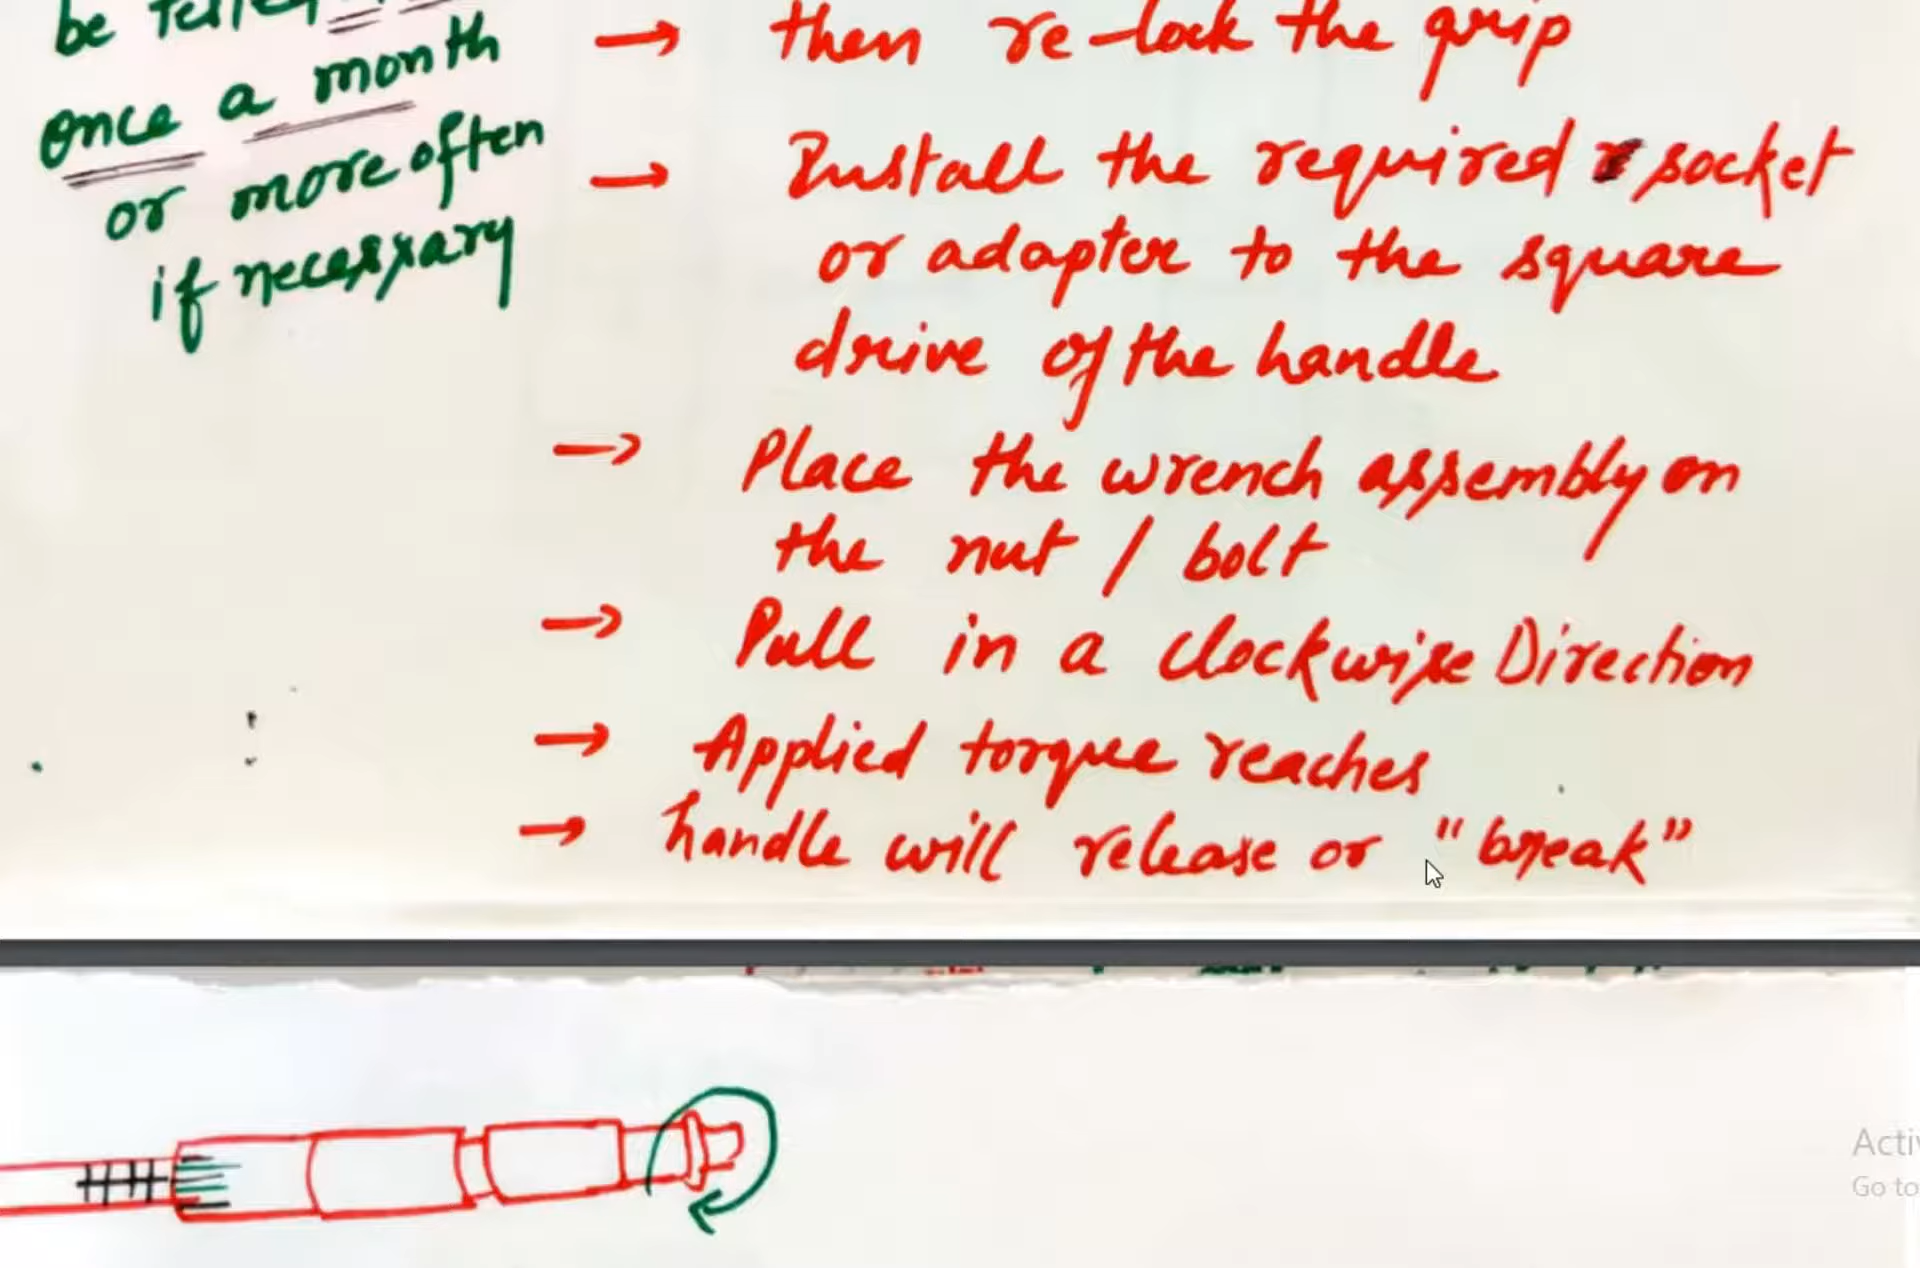 be tested
once a month
or more often
if necessary
→ then re-lock the grip
→ Install the required socket
or adapter to the square
drive of the handle
→ Place the wrench assembly on
the nut / bolt
→ Pull in a clockwise Direction
→ Applied torque reaches
→ handle will release or "break"
Acti
Go to